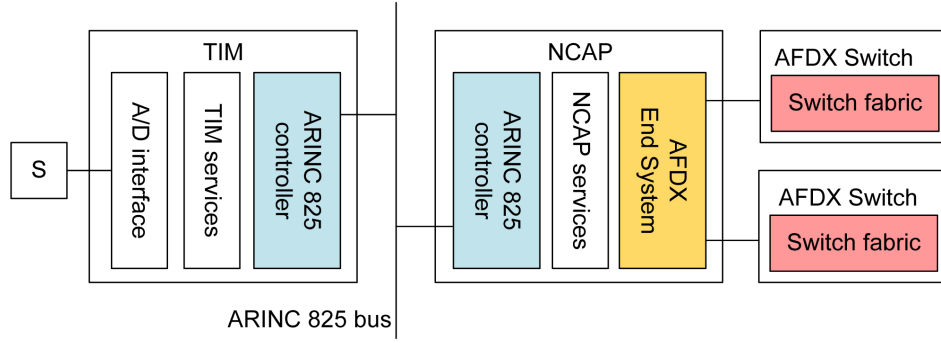 S
TIM
A/D interface
TIM services
ARINC 825
controller
ARINC 825 bus
NCAP
ARINC 825
controller
NCAP services
AFDX
End System
AFDX Switch
Switch fabric
AFDX Switch
Switch fabric